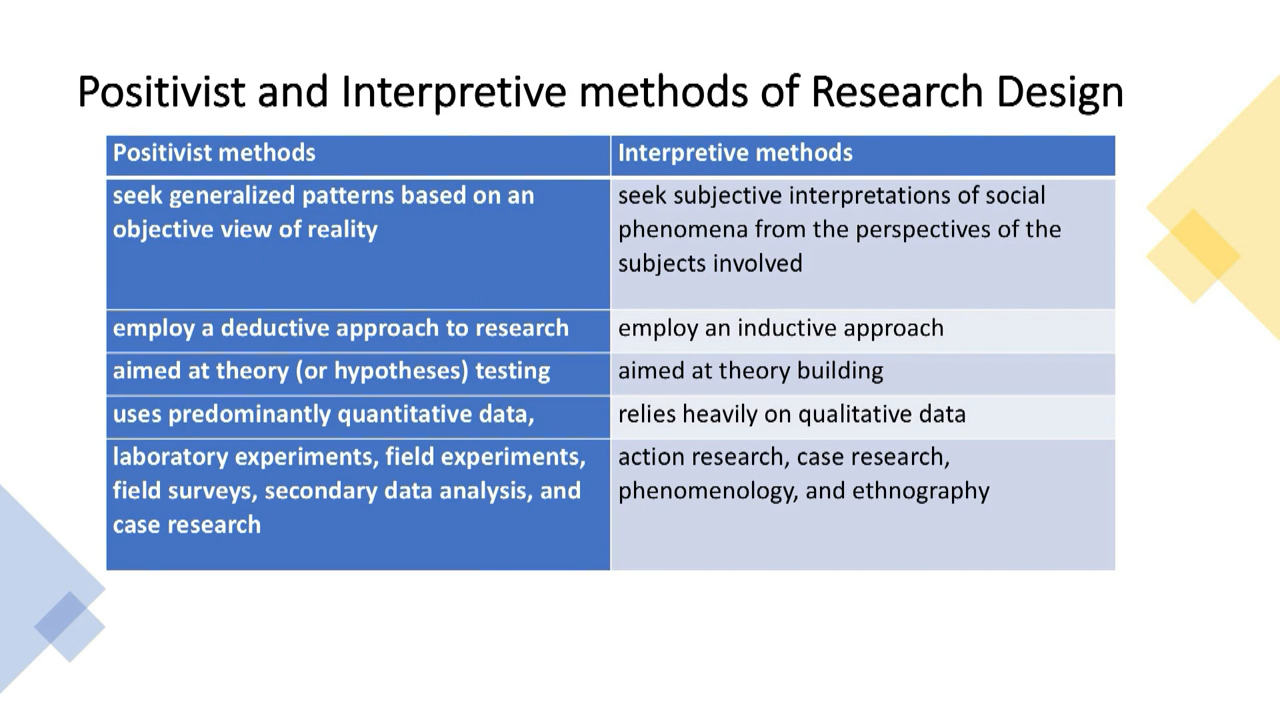 Positivist and Interpretive methods of Research Design
Positivist methods
Interpretive methods
seek generalized patterns based on an
objective view of reality
seek subjective interpretations of social
phenomena from the perspectives of the
subjects involved
employ a deductive approach to research
employ an inductive approach
aimed at theory (or hypotheses) testing
aimed at theory building
uses predominantly quantitative data,
relies heavily on qualitative data
laboratory experiments, field experiments,
field surveys, secondary data analysis, and
case research
action research, case research,
phenomenology, and ethnography